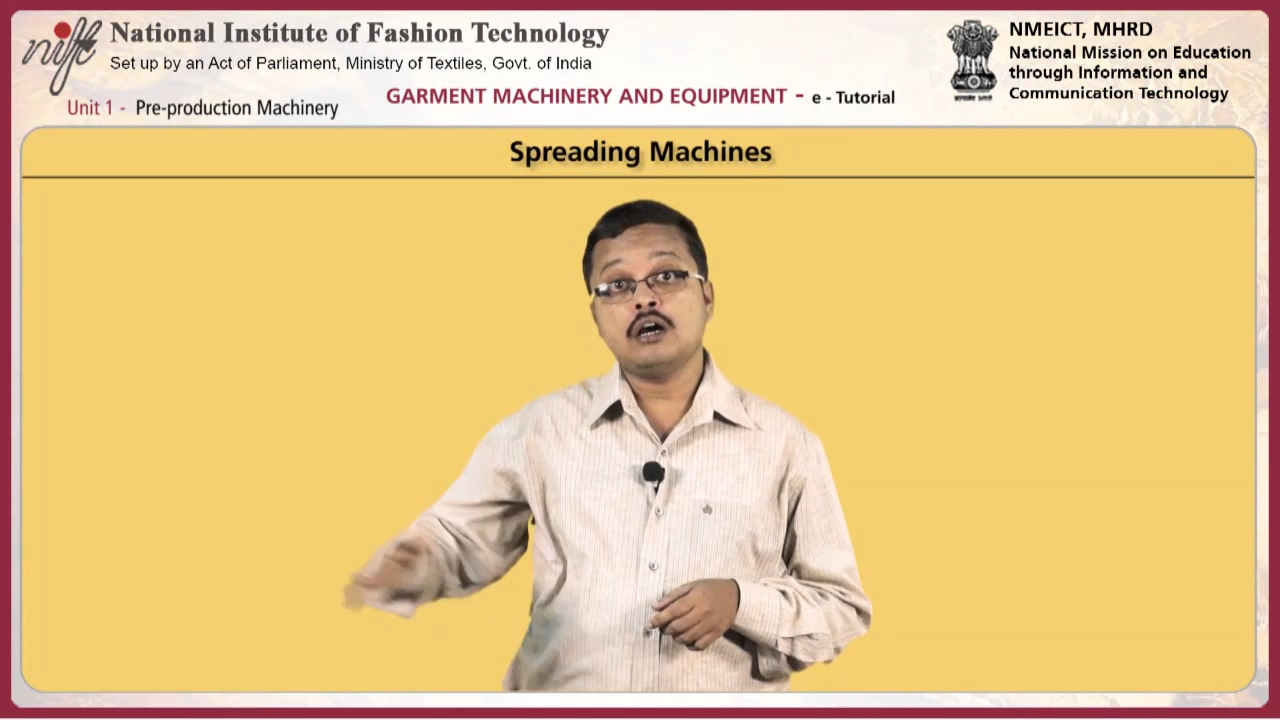 nift
National Institute of Fashion Technology
Set up by an Act of Parliament, Ministry of Textiles, Govt. of India
NMEICT, MHRD
National Mission on Education
through Information and
Communication Technology
Unit 1 - Pre-production Machinery
GARMENT MACHINERY AND EQUIPMENT - e - Tutorial
Spreading Machines